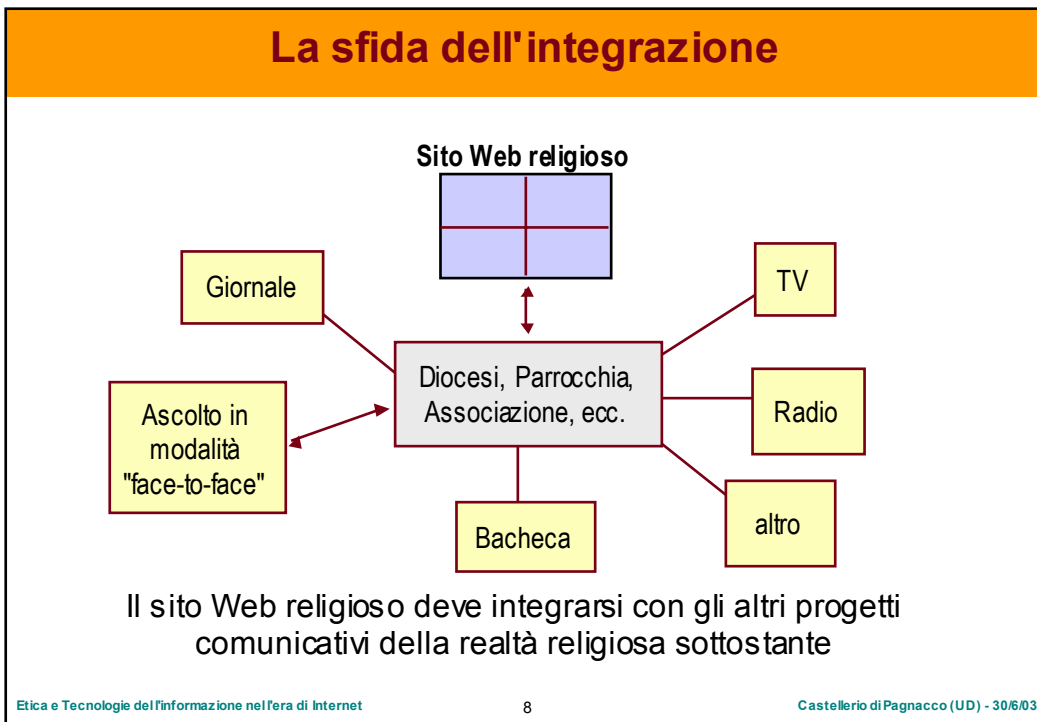 La sfida dell'integrazione
Sito Web religioso
Giornale
TV
Diocesi, Parrocchia,
Associazione, ecc.
Ascolto in
modalità
"face-to-face"
Radio
Bacheca
altro
Il sito Web religioso deve integrarsi con gli altri progetti
comunicativi della realtà religiosa sottostante
Etica e Tecnologie dell'informazione nell'era di Internet
8
Castellerio di Pagnacco (UD) - 30/6/03